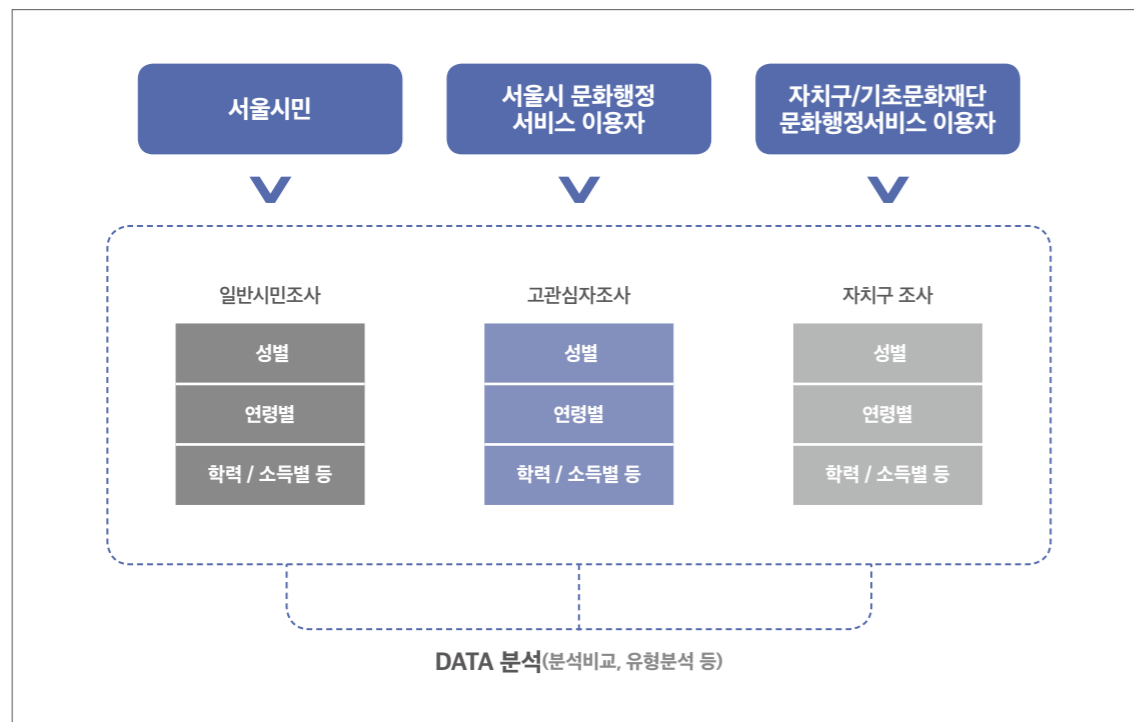 서울시민
서울시 문화행정
서비스 이용자
자치구/기초문화재단
문화행정서비스 이용자
일반시민조사
고관심자조사
자치구 조사
성별
성별
성별
연령별
연령별
연령별
학력 / 소득별 등
학력 / 소득별 등
학력 / 소득별 등
DATA 분석(분석비교, 유형분석 등)